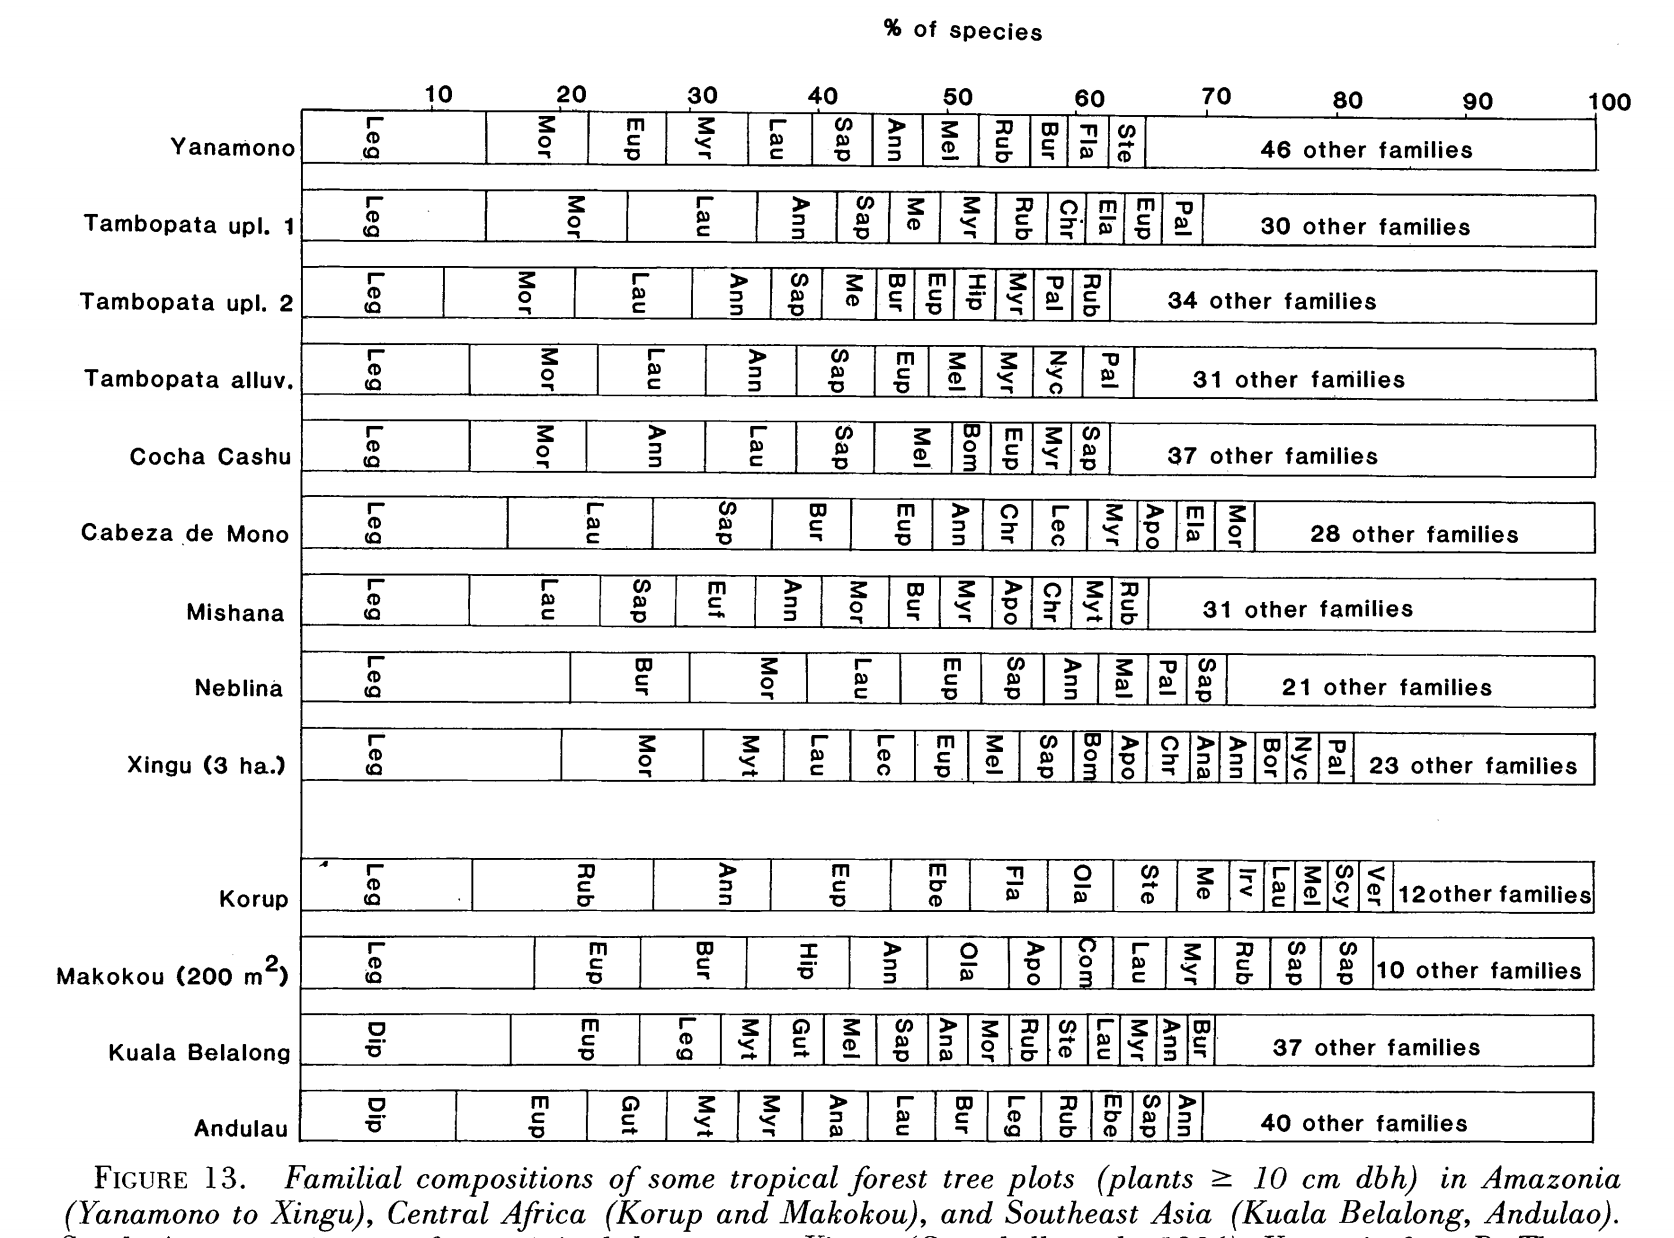 % of species
10 20 30 40 50 60 70 80 90 100
Yanamono Leg Mor Eup Myr Lau Sap Ann Mel Rub Bur Fla Ste 46 other families
Tambopata upl. 1 Leg Mor Lau Ann Sap Me Myr Rub Chr Ela Eup Pal 30 other families
Tambopata upl. 2 Leg Mor Lau Ann Sap Me Bur Eup Hip Myr Pal Rub 34 other families
Tambopata alluv. Leg Mor Lau Ann Sap Eup Mel Myr Nyc Pal 31 other families
Cocha Cashu Leg Mor Ann Lau Sap Mel Bom Eup Myr Sap 37 other families
Cabeza de Mono Leg Lau Sap Bur Eup Ann Chr Lec Myr Apo Ela Mor 28 other families
Mishana Leg Lau Sap Euf Ann Mor Bur Myr Apo Chr Myt Rub 31 other families
Neblina Leg Bur Mor Lau Eup Sap Ann Mal Pal Sap 21 other families
Xingu (3 ha.) Leg Mor Myt Lau Lec Eup Mel Sap Bom Apo Chr Ana Ann Bor Nyc Pal 23 other families
Korup Leg Rub Ann Eup Ebe Fla Ola Ste Me Irv Lau Mel Scy Ver 12 other families
Makokou (200 m²) Leg Eup Bur Hip Ann Ola Apo Com Lau Myr Rub Sap Sap 10 other families
Kuala Belalong Dip Eup Leg Myt Gut Mel Sap Ana Mor Rub Ste Lau Myr Ann Bur 37 other families
Andulau Dip Eup Gut Myt Myr Ana Lau Bur Leg Rub Ebe Sap Ann 40 other families
FIGURE 13. Familial compositions of some tropical forest tree plots (plants ≥ 10 cm dbh) in Amazonia
(Yanamono to Xingu), Central Africa (Korup and Makokou), and Southeast Asia (Kuala Belalong, Andulao).